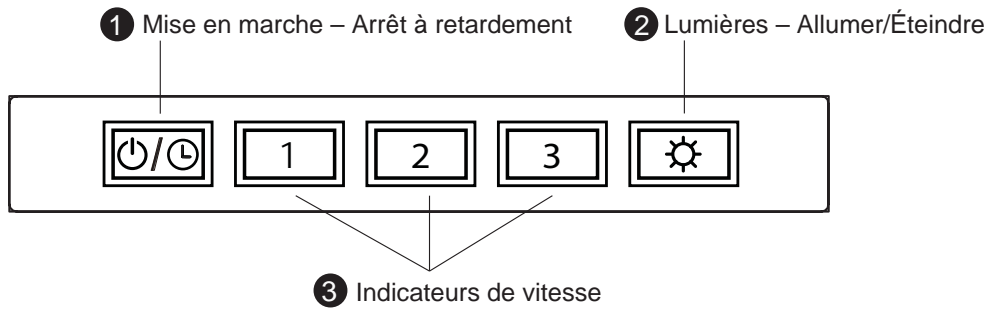 1 Mise en marche – Arrêt à retardement
2 Lumières – Allumer/Éteindre
/ 1 2 3
3 Indicateurs de vitesse